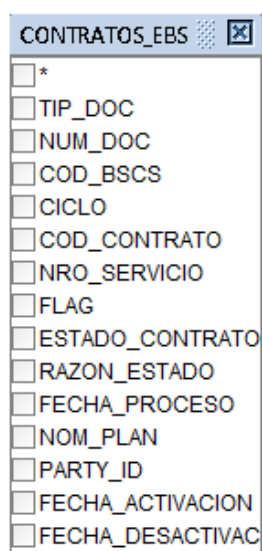 CONTRATOS_EBS
*
TIP_DOC
NUM_DOC
COD_BSCS
CICLO
COD_CONTRATO
NRO_SERVICIO
FLAG
ESTADO_CONTRATO
RAZON_ESTADO
FECHA_PROCESO
NOM_PLAN
PARTY_ID
FECHA_ACTIVACION
FECHA_DESACTIVAC